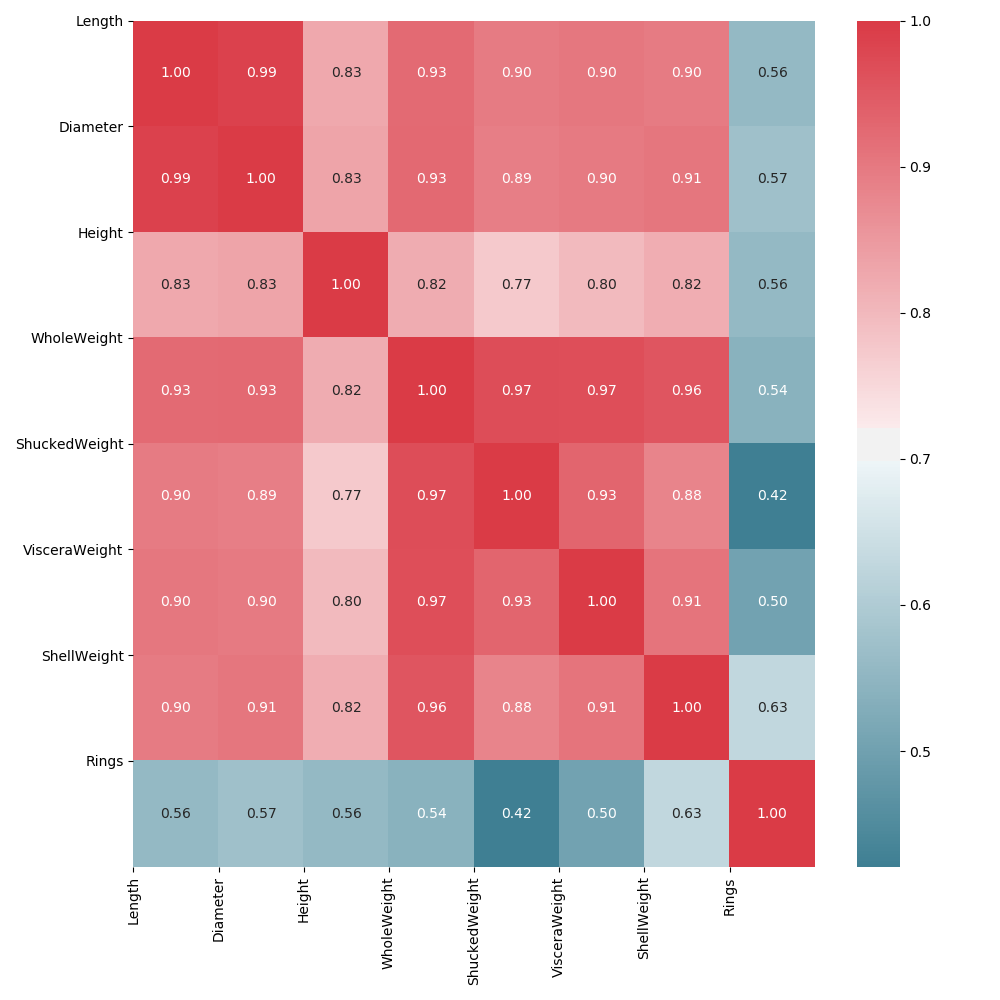 Length 1.00 0.99 0.83 0.93 0.90 0.90 0.90 0.56
Diameter 0.99 1.00 0.83 0.93 0.89 0.90 0.91 0.57
Height 0.83 0.83 1.00 0.82 0.77 0.80 0.82 0.56
WholeWeight 0.93 0.93 0.82 1.00 0.97 0.97 0.96 0.54
ShuckedWeight 0.90 0.89 0.77 0.97 1.00 0.93 0.88 0.42
VisceraWeight 0.90 0.90 0.80 0.97 0.93 1.00 0.91 0.50
ShellWeight 0.90 0.91 0.82 0.96 0.88 0.91 1.00 0.63
Rings 0.56 0.57 0.56 0.54 0.42 0.50 0.63 1.00
Length Diameter Height WholeWeight ShuckedWeight VisceraWeight ShellWeight Rings
1.0
0.9
0.8
0.7
0.6
0.5